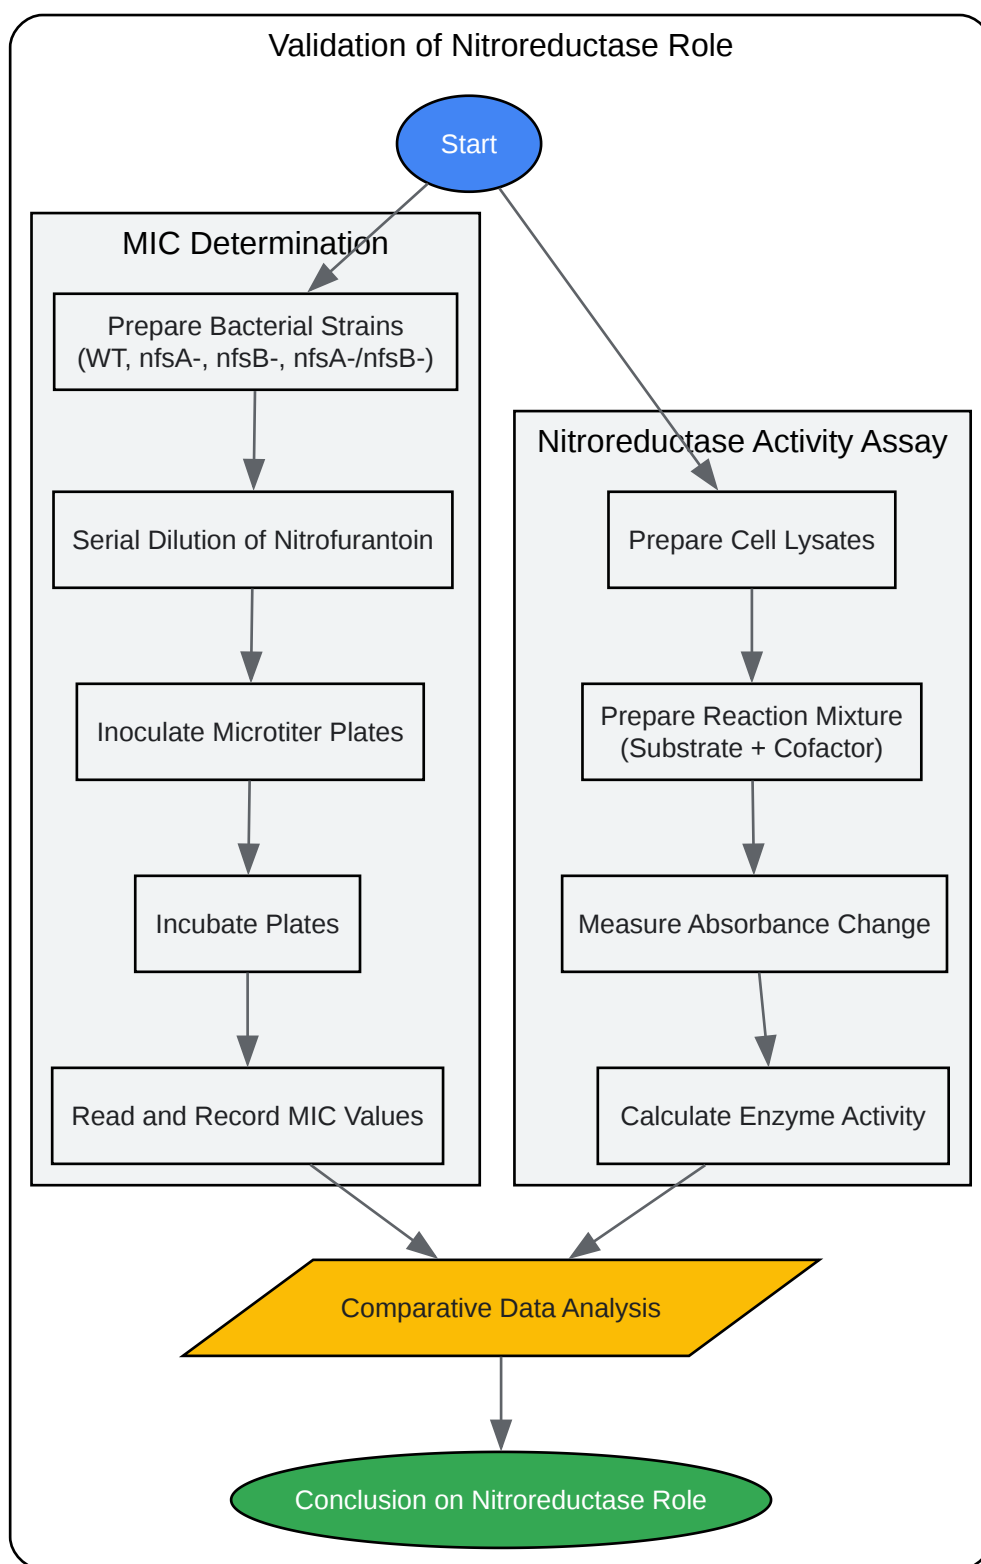 Validation of Nitroreductase Role
Start
MIC Determination
Prepare Bacterial Strains
(WT, nfsA-, nfsB-, nfsA-/nfsB-)
Serial Dilution of Nitrofurantoin
Inoculate Microtiter Plates
Incubate Plates
Read and Record MIC Values
Nitroreductase Activity Assay
Prepare Cell Lysates
Prepare Reaction Mixture
(Substrate + Cofactor)
Measure Absorbance Change
Calculate Enzyme Activity
Comparative Data Analysis
Conclusion on Nitroreductase Role